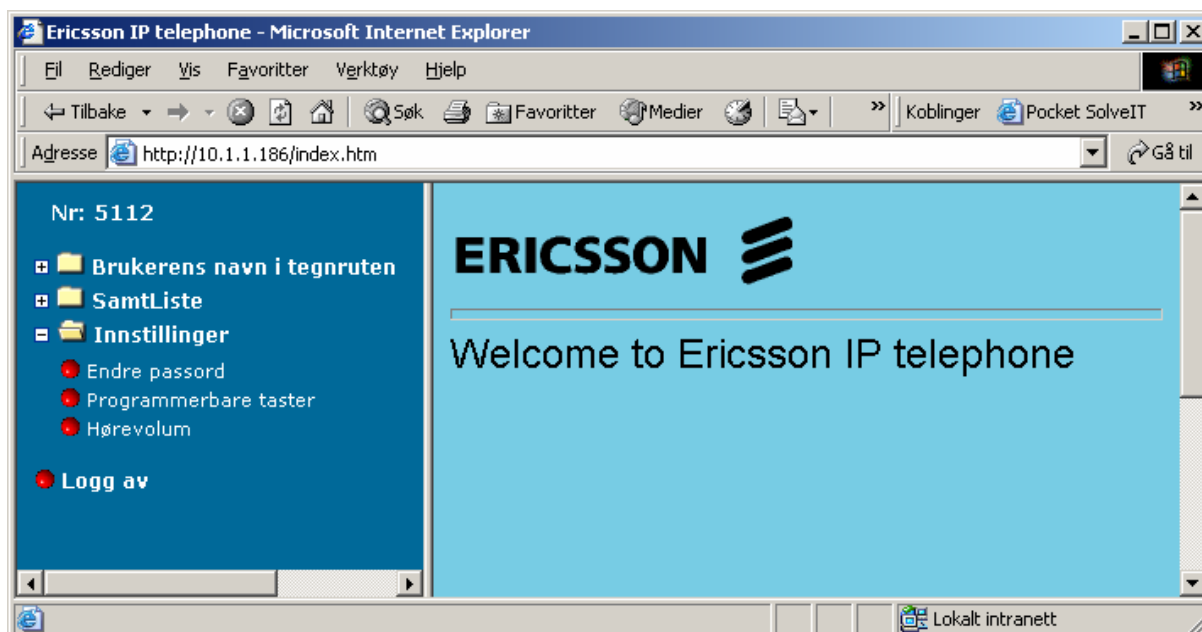 Ericsson IP telephone - Microsoft Internet Explorer
Fil Rediger Vis Favoritter Verktøy Hjelp
Tilbake Søk Favoritter Medier » Koblinger Pocket SolveIT »
Adresse http://10.1.1.186/index.htm Gå til
Nr: 5112
Brukerens navn i tegnruten
SamtListe
Innstillinger
Endre passord
Programmerbare taster
Hørevolum
Logg av
ERICSSON
Welcome to Ericsson IP telephone
Lokalt intranett